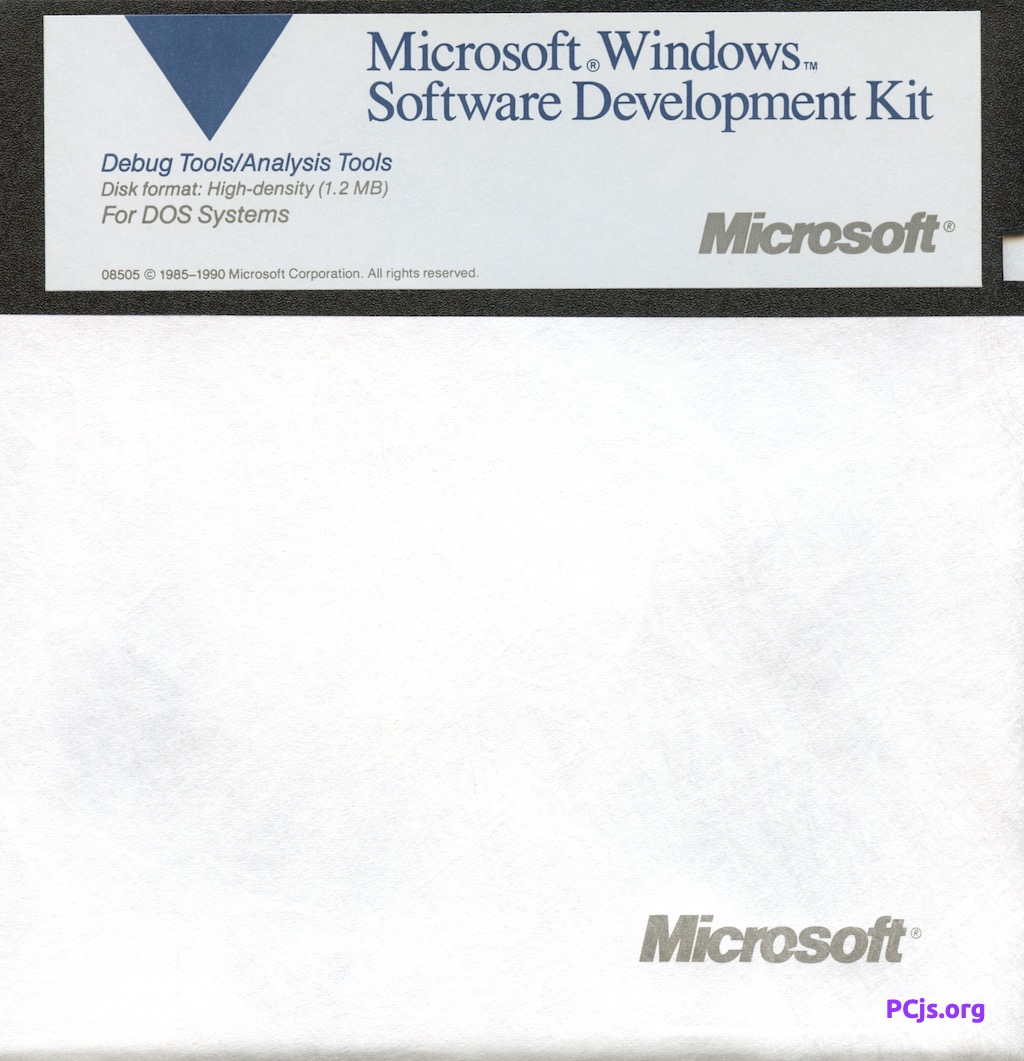 Microsoft® Windows™
Software Development Kit
Debug Tools/Analysis Tools
Disk format: High-density (1.2 MB)
For DOS Systems
Microsoft®
08505 © 1985–1990 Microsoft Corporation. All rights reserved.
Microsoft®
PCjs.org